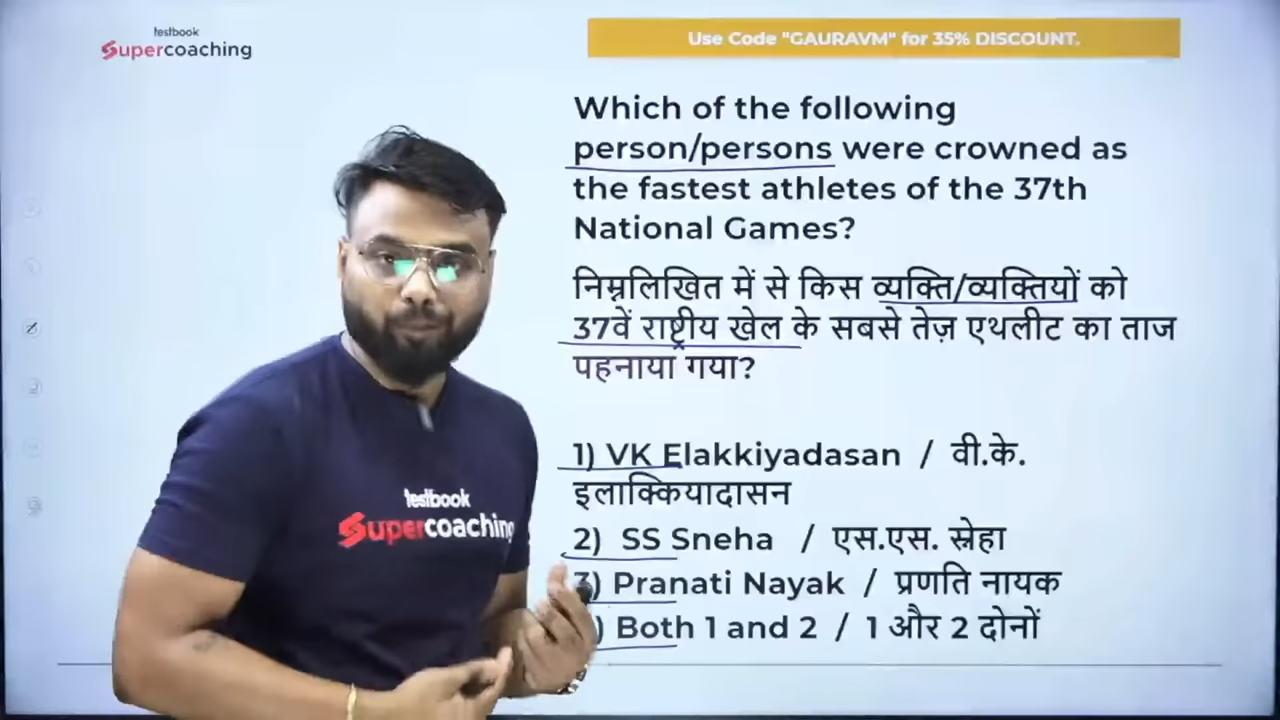 testbook
Supercoaching
Use Code "GAURAVM" for 35% DISCOUNT.
Which of the following
person/persons were crowned as
the fastest athletes of the 37th
National Games?
निम्नलिखित में से किस व्यक्ति/व्यक्तियों को
37वें राष्ट्रीय खेल के सबसे तेज़ एथलीट का ताज
पहनाया गया?
1) VK Elakkiyadasan / वी.के.
इलाक्कियादासन
2) SS Sneha / एस.एस. स्नेहा
3) Pranati Nayak / प्रणति नायक
) Both 1 and 2 / 1 और 2 दोनों
testbook
Supercoaching